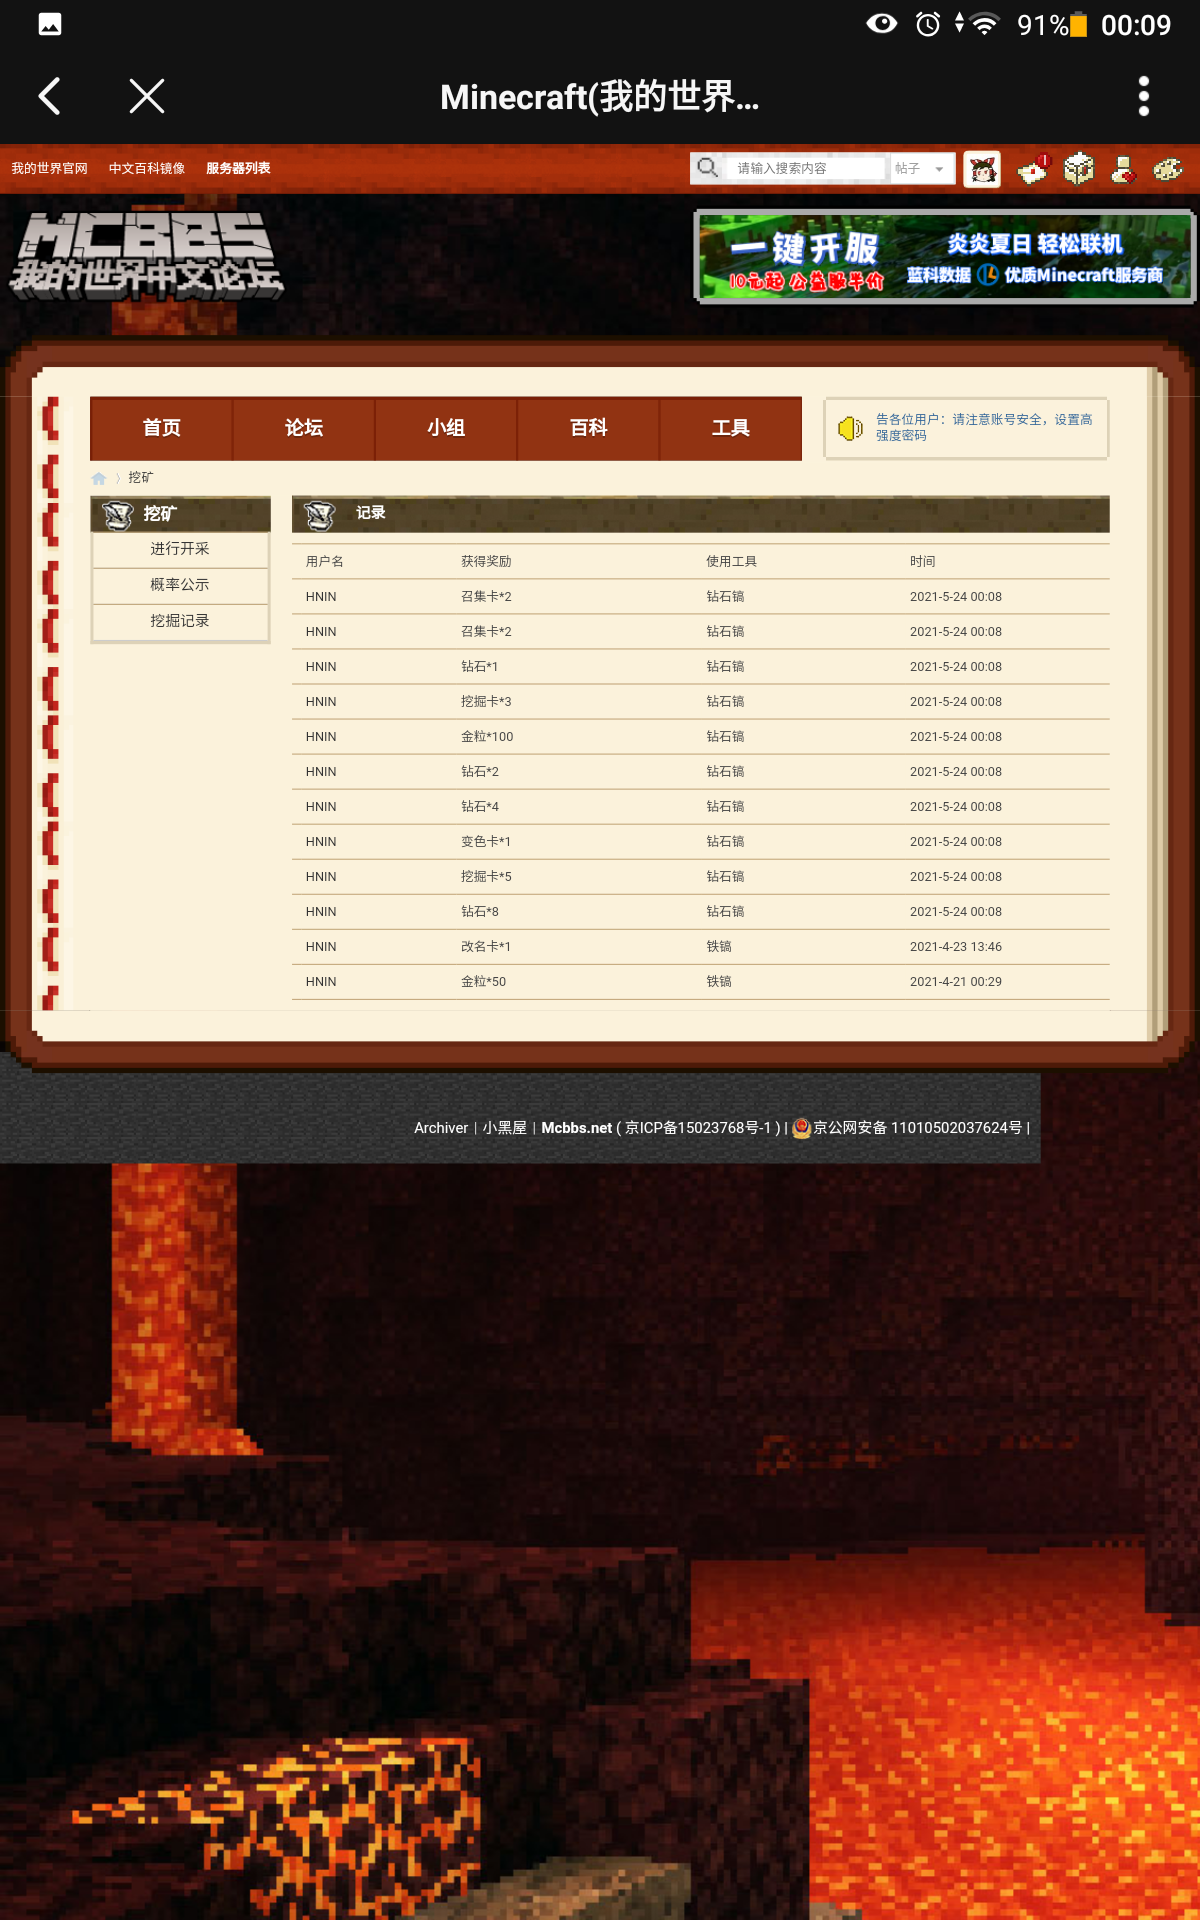 91% 00:09
Minecraft(我的世界...
我的世界官网 中文百科镜像 服务器列表 请输入搜索内容 帖子
MCBBS
我的世界中文论坛
一键开服 炎炎夏日 轻松联机
10元起 公益服半价 蓝科数据 优质Minecraft服务商
首页 论坛 小组 百科 工具
告各位用户：请注意账号安全，设置高
强度密码
挖矿
挖矿
进行开采
概率公示
挖掘记录
记录
用户名 获得奖励 使用工具 时间
HNIN 召集卡*2 钻石镐 2021-5-24 00:08
HNIN 召集卡*2 钻石镐 2021-5-24 00:08
HNIN 钻石*1 钻石镐 2021-5-24 00:08
HNIN 挖掘卡*3 钻石镐 2021-5-24 00:08
HNIN 金粒*100 钻石镐 2021-5-24 00:08
HNIN 钻石*2 钻石镐 2021-5-24 00:08
HNIN 钻石*4 钻石镐 2021-5-24 00:08
HNIN 变色卡*1 钻石镐 2021-5-24 00:08
HNIN 挖掘卡*5 钻石镐 2021-5-24 00:08
HNIN 钻石*8 钻石镐 2021-5-24 00:08
HNIN 改名卡*1 铁镐 2021-4-23 13:46
HNIN 金粒*50 铁镐 2021-4-21 00:29
Archiver | 小黑屋 | Mcbbs.net ( 京ICP备15023768号-1 ) | 京公网安备 11010502037624号 |